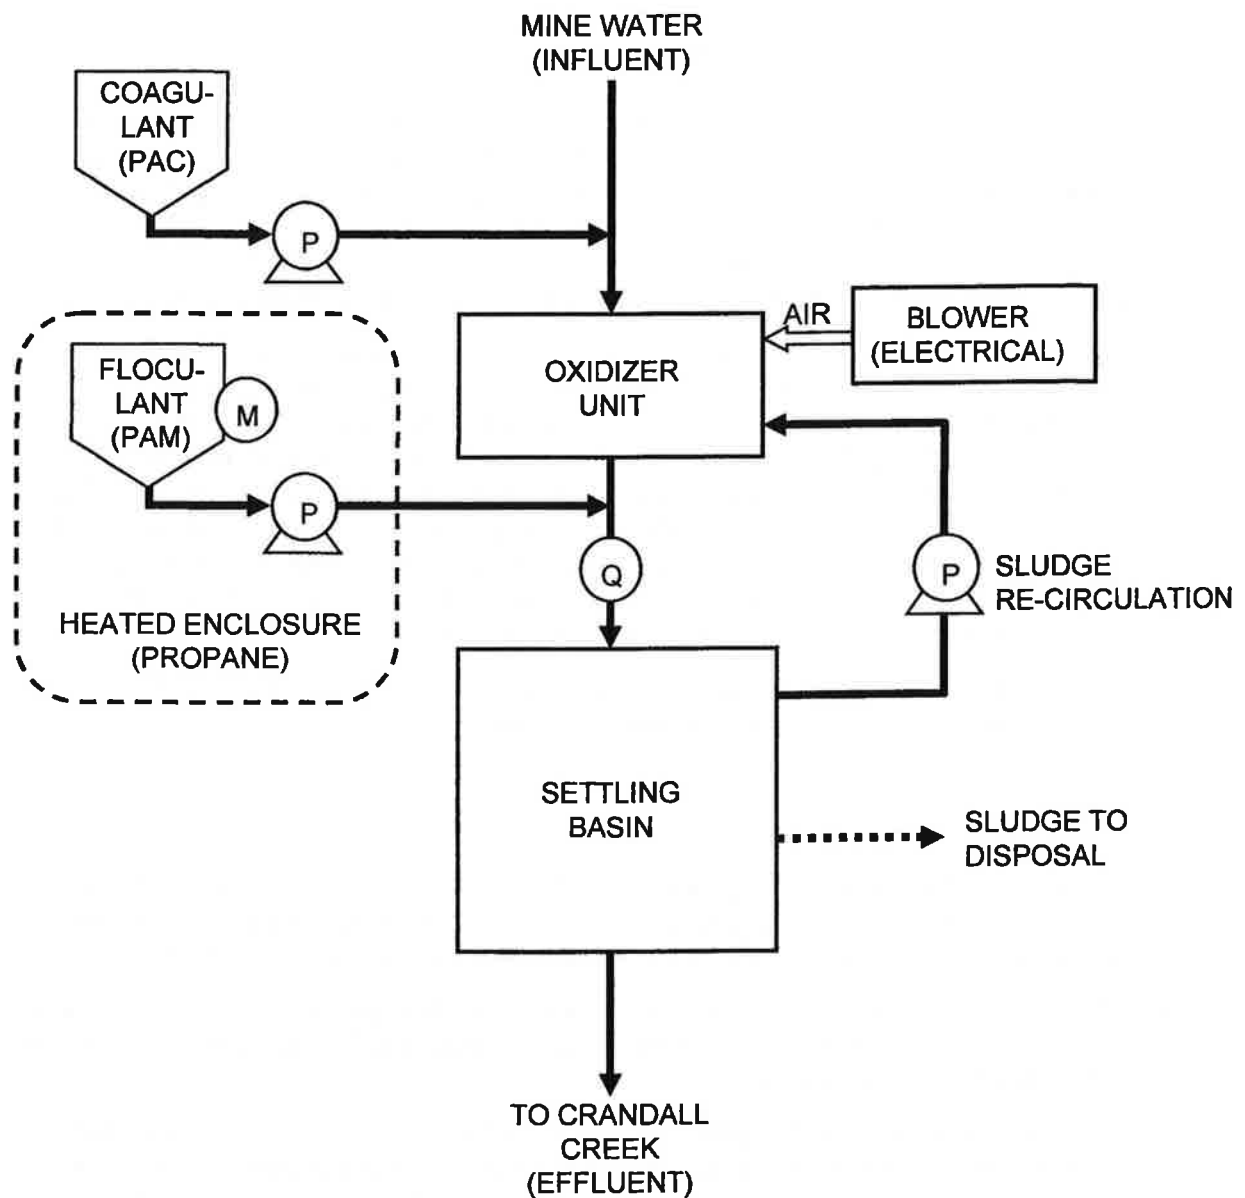 MINE WATER
(INFLUENT)
COAGU-
LANT
(PAC)
P
AIR
BLOWER
(ELECTRICAL)
OXIDIZER
UNIT
FLOCU-
LANT
(PAM)
M
P
Q
P
SLUDGE
RE-CIRCULATION
HEATED ENCLOSURE
(PROPANE)
SETTLING
BASIN
SLUDGE TO
DISPOSAL
TO CRANDALL
CREEK
(EFFLUENT)